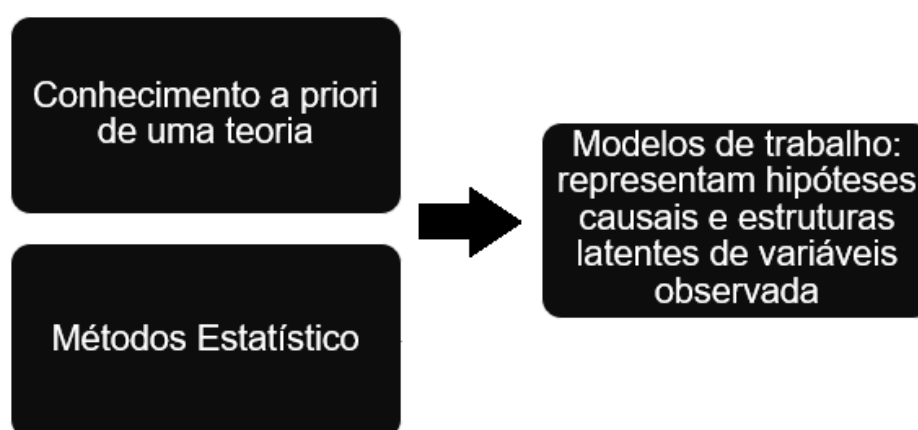 Conhecimento a priori
de uma teoria
Métodos Estatístico
Modelos de trabalho:
representam hipóteses
causais e estruturas
latentes de variáveis
observada